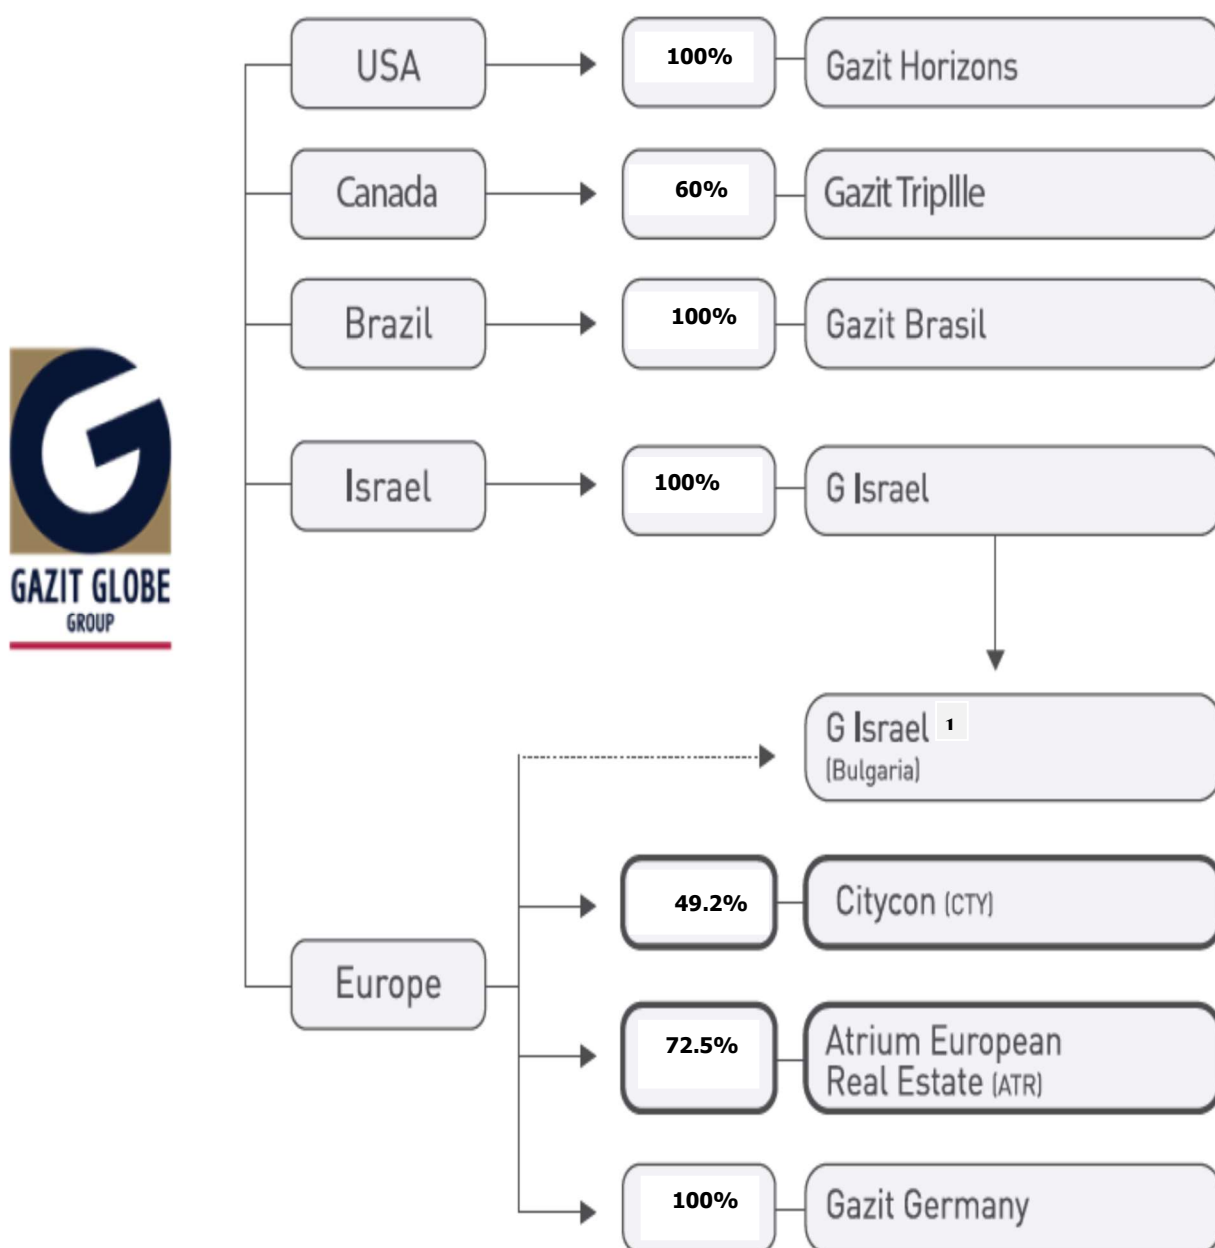 USA
100%
Gazit Horizons
Canada
60%
Gazit Tripllle
Brazil
100%
Gazit Brasil
Israel
100%
G Israel
GAZIT GLOBE
GROUP
G Israel 1
(Bulgaria)
Europe
49.2%
Citycon (CTY)
72.5%
Atrium European
Real Estate (ATR)
100%
Gazit Germany